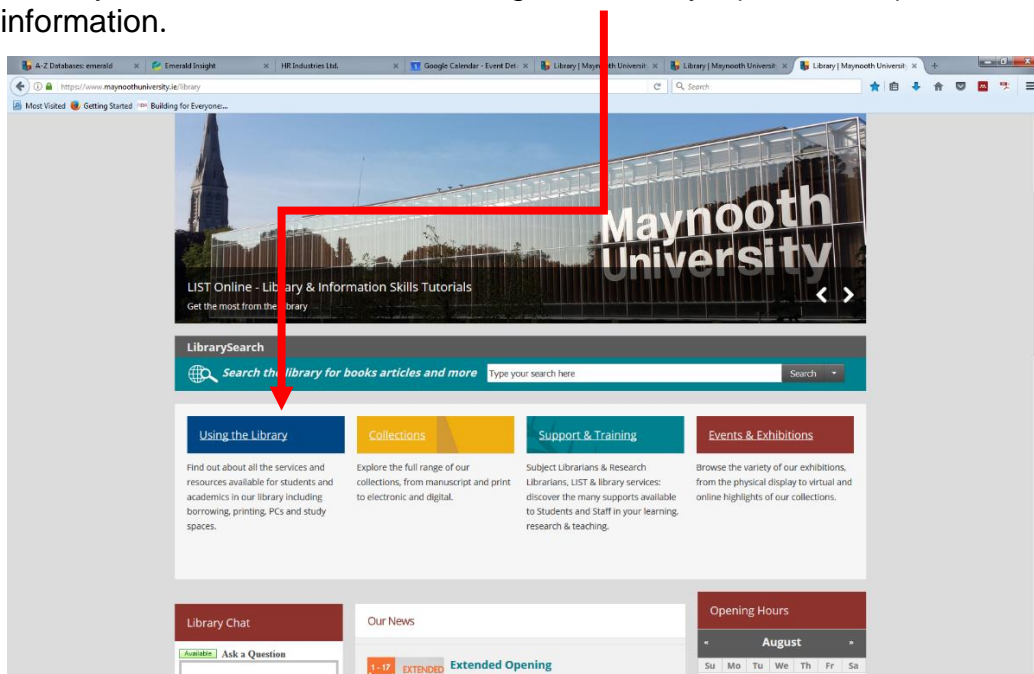 information.
A-Z Databases: emerald
Emerald Insight
HR Industries Ltd.
Google Calendar - Event Det
Library | Maynooth Universit
Library | Maynooth Universit
Library | Maynooth Universit
https://www.maynoothuniversity.ie/library
Search
Most Visited Getting Started Building for Everyone:...
Maynooth
University
LIST Online - Library & Information Skills Tutorials
Get the most from the library
LibrarySearch
Search the library for books articles and more Type your search here Search
Using the Library
Find out about all the services and
resources available for students and
academics in our library including
borrowing, printing, PCs and study
spaces.
Collections
Explore the full range of our
collections, from manuscript and print
to electronic and digital.
Support & Training
Subject Librarians & Research
Librarians, LIST & library services:
discover the many supports available
to Students and Staff in your learning,
research & teaching.
Events & Exhibitions
Browse the variety of our exhibitions,
from the physical display to virtual and
online highlights of our collections.
Library Chat
Available Ask a Question
Our News
1 - 17 EXTENDED Extended Opening
Opening Hours
« August »
Su Mo Tu We Th Fr Sa